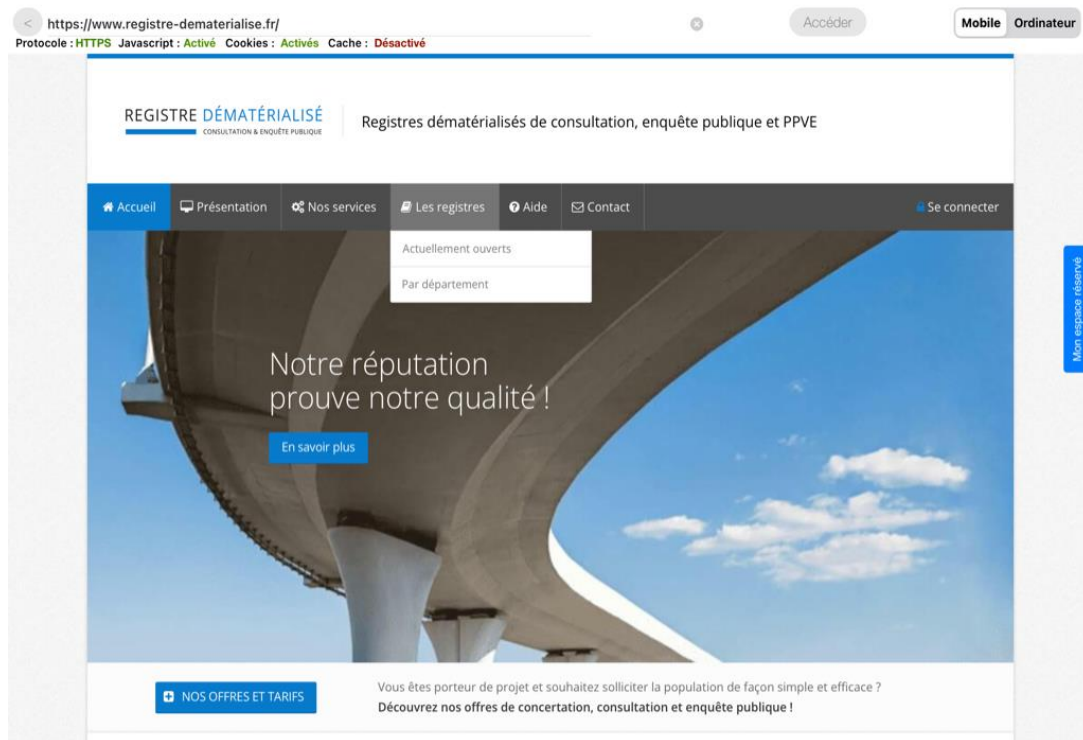 < https://www.registre-dematerialise.fr/ Accéder Mobile Ordinateur
Protocole : HTTPS Javascript : Activé Cookies : Activés Cache : Désactivé
REGISTRE DÉMATÉRIALISÉ
CONSULTATION & ENQUÊTE PUBLIQUE
Registres dématérialisés de consultation, enquête publique et PPVE
Accueil Présentation Nos services Les registres Aide Contact Se connecter
Actuellement ouverts
Par département
Mon espace réservé
Notre réputation
prouve notre qualité !
En savoir plus
NOS OFFRES ET TARIFS
Vous êtes porteur de projet et souhaitez solliciter la population de façon simple et efficace ?
Découvrez nos offres de concertation, consultation et enquête publique !